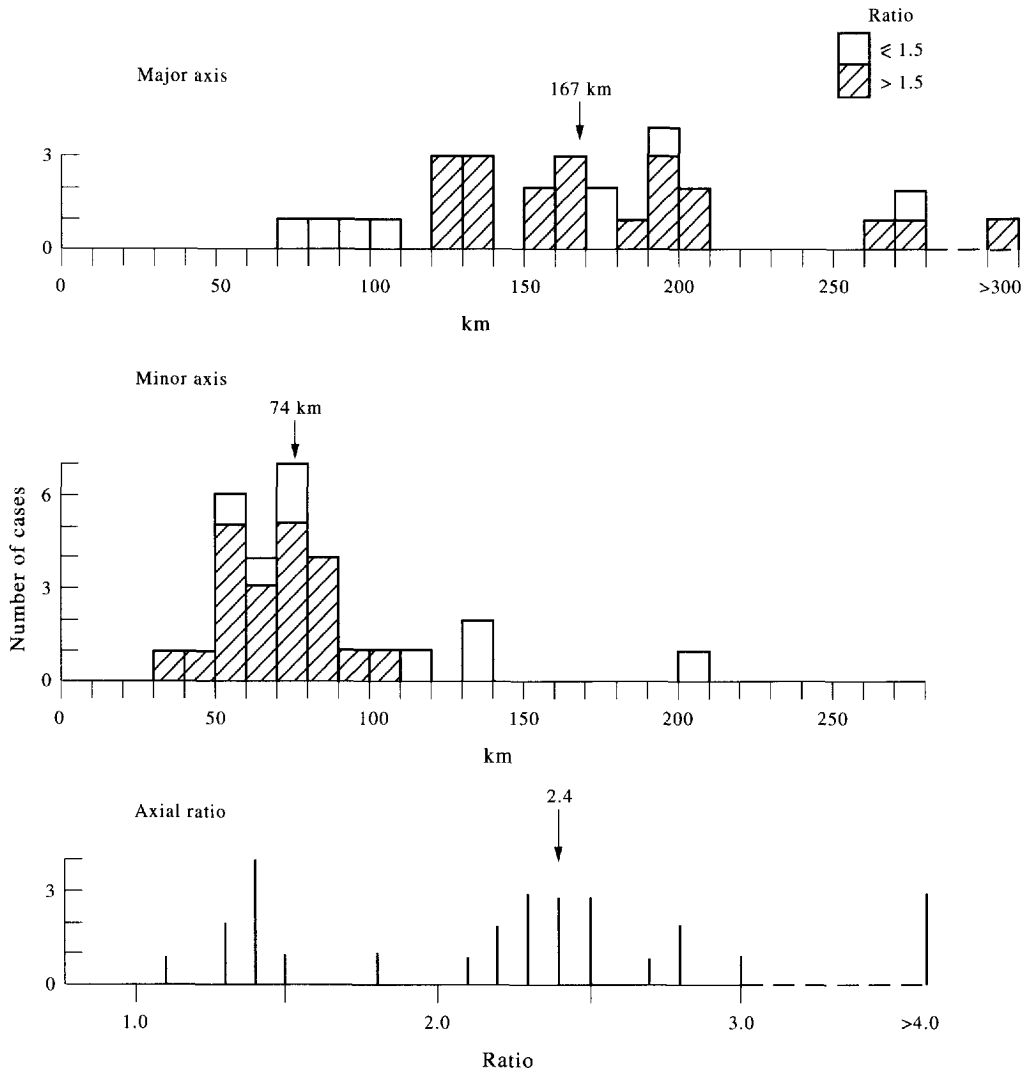 Ratio
⩽ 1.5
> 1.5
Major axis
167 km
3
0
0 50 100 150 200 250 >300
km
Minor axis
74 km
Number of cases
6
3
0
0 50 100 150 200 250
km
Axial ratio
2.4
3
0
1.0 2.0 3.0 >4.0
Ratio